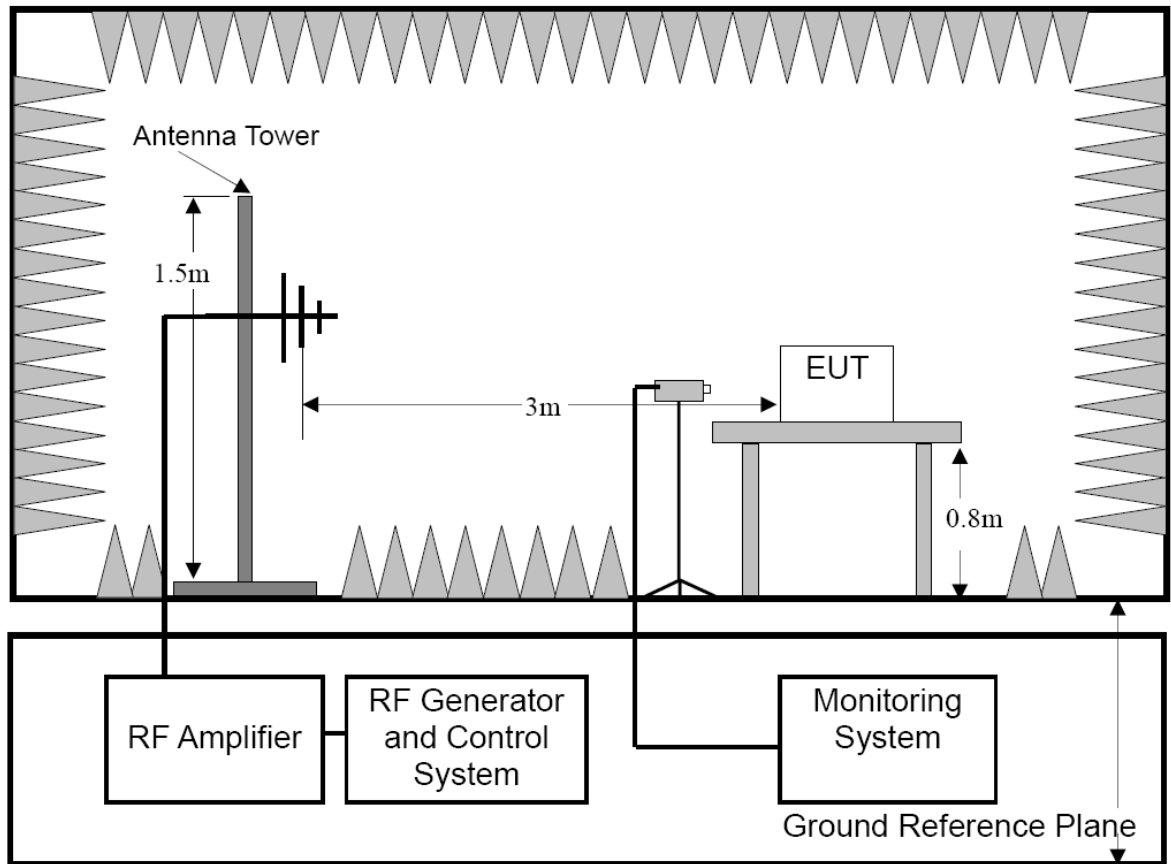 Antenna Tower
1.5m
EUT
3m
0.8m
RF Amplifier
RF Generator
and Control
System
Monitoring
System
Ground Reference Plane